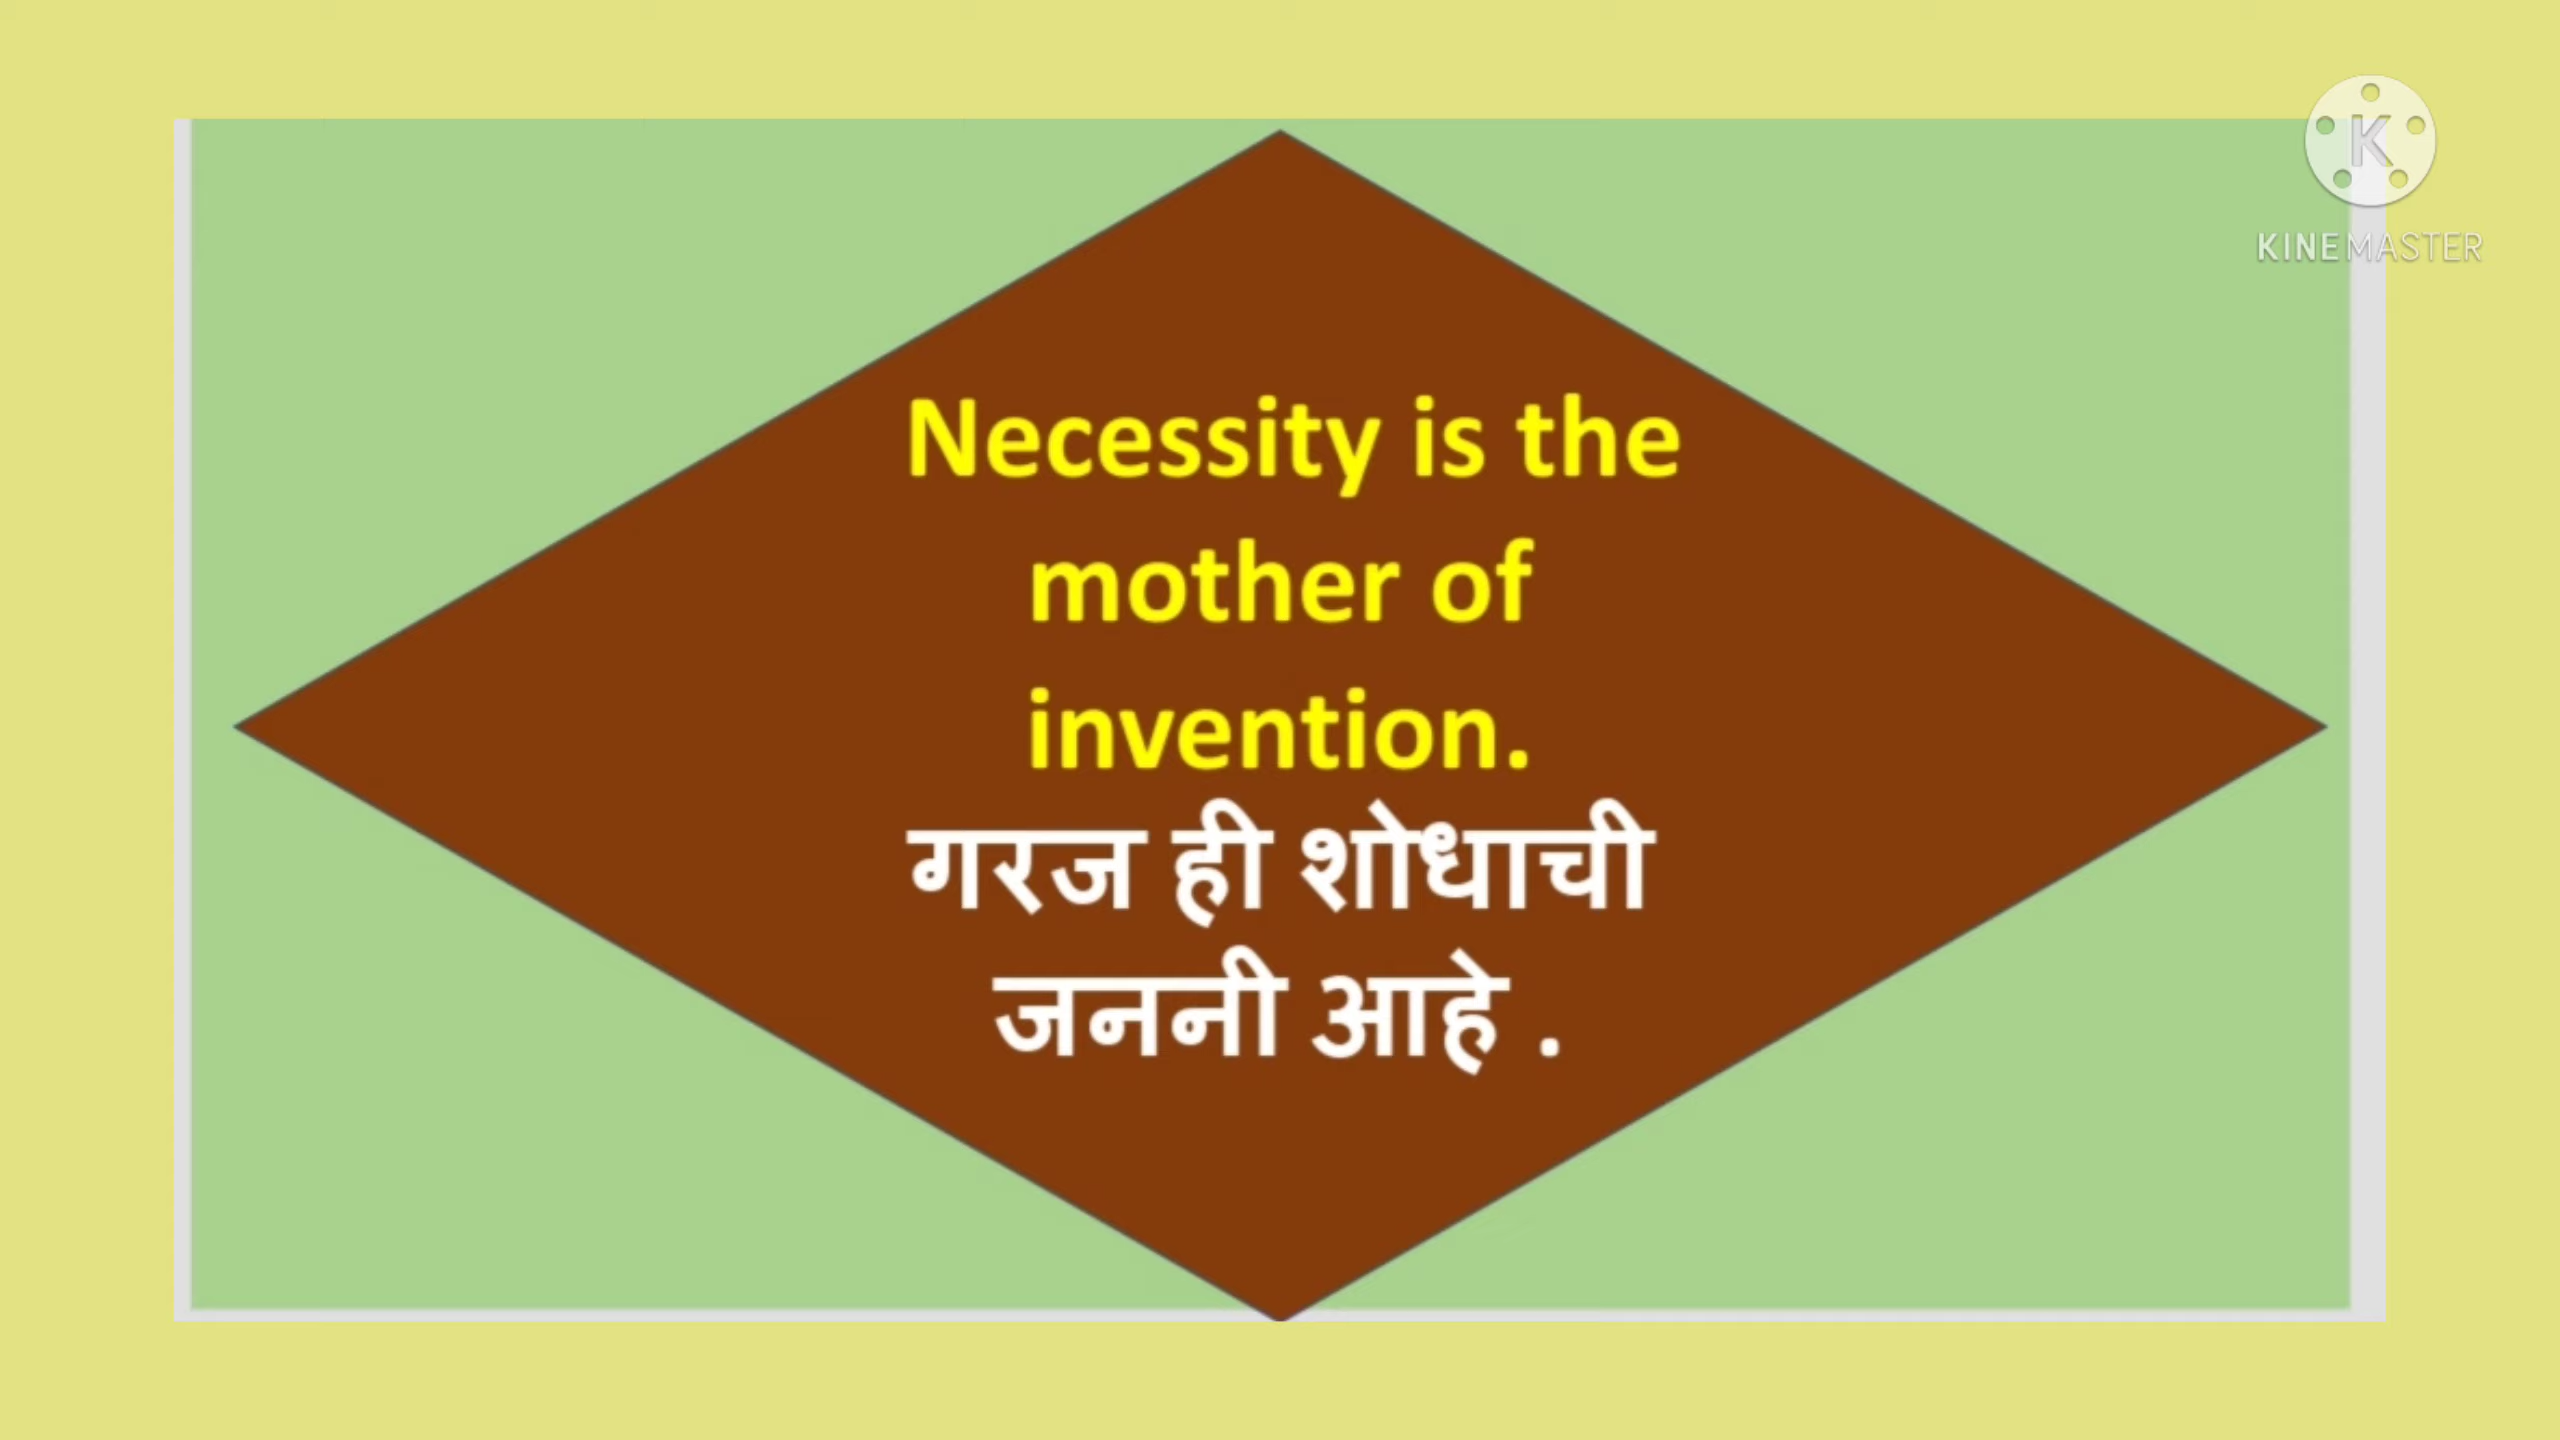 K
KINEMASTER
Necessity is the
mother of
invention.
गरज ही शोधाची
जननी आहे .